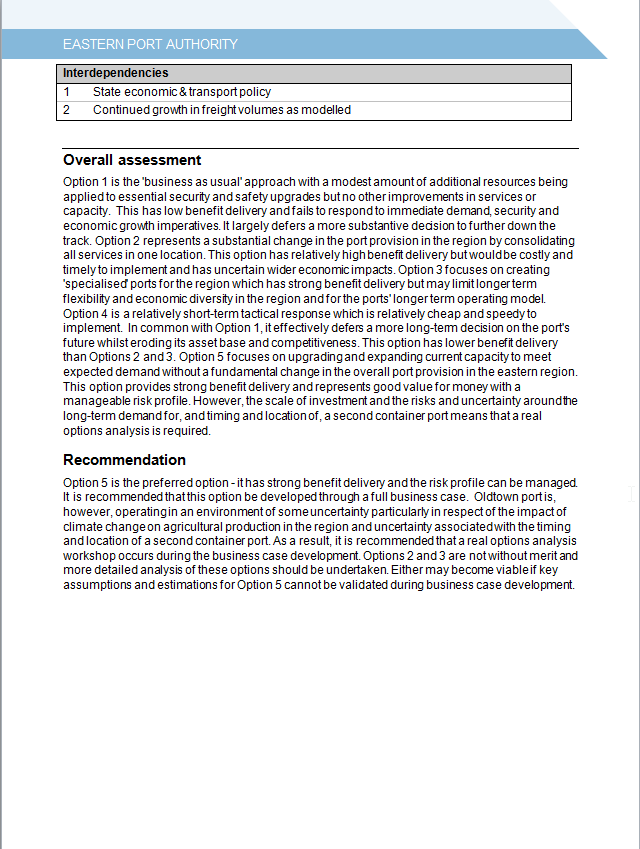 EASTERN PORT AUTHORITY
Interdependencies
1 State economic & transport policy
2 Continued growth in freight volumes as modelled
Overall assessment
Option 1 is the 'business as usual' approach with a modest amount of additional resources being
applied to essential security and safety upgrades but no other improvements in services or
capacity. This has low benefit delivery and fails to respond to immediate demand, security and
economic growth imperatives. It largely defers a more substantive decision to further down the
track. Option 2 represents a substantial change in the port provision in the region by consolidating
all services in one location. This option has relatively high benefit delivery but would be costly and
timely to implement and has uncertain wider economic impacts. Option 3 focuses on creating
'specialised' ports for the region which has strong benefit delivery but may limit longer term
flexibility and economic diversity in the region and for the ports' longer term operating model.
Option 4 is a relatively short-term tactical response which is relatively cheap and speedy to
implement. In common with Option 1, it effectively defers a more long-term decision on the port's
future whilst eroding its asset base and competitiveness. This option has lower benefit delivery
than Options 2 and 3. Option 5 focuses on upgrading and expanding current capacity to meet
expected demand without a fundamental change in the overall port provision in the eastern region.
This option provides strong benefit delivery and represents good value for money with a
manageable risk profile. However, the scale of investment and the risks and uncertainty around the
long-term demand for, and timing and location of, a second container port means that a real
options analysis is required.
Recommendation
Option 5 is the preferred option - it has strong benefit delivery and the risk profile can be managed.
It is recommended that this option be developed through a full business case. Oldtown port is,
however, operating in an environment of some uncertainty particularly in respect of the impact of
climate change on agricultural production in the region and uncertainty associated with the timing
and location of a second container port. As a result, it is recommended that a real options analysis
workshop occurs during the business case development. Options 2 and 3 are not without merit and
more detailed analysis of these options should be undertaken. Either may become viable if key
assumptions and estimations for Option 5 cannot be validated during business case development.